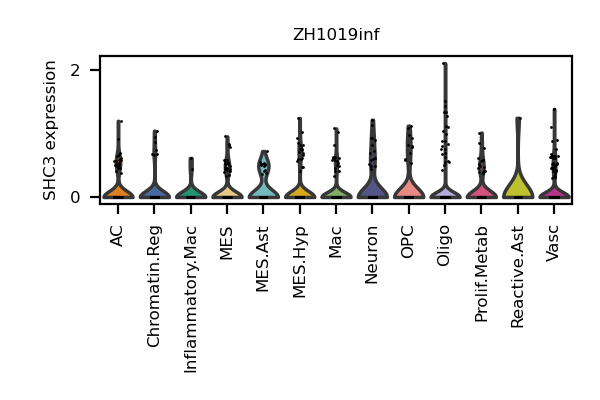 ZH1019inf
SHC3 expression
2
0
AC
Chromatin.Reg
Inflammatory.Mac
MES
MES.Ast
MES.Hyp
Mac
Neuron
OPC
Oligo
Prolif.Metab
Reactive.Ast
Vasc